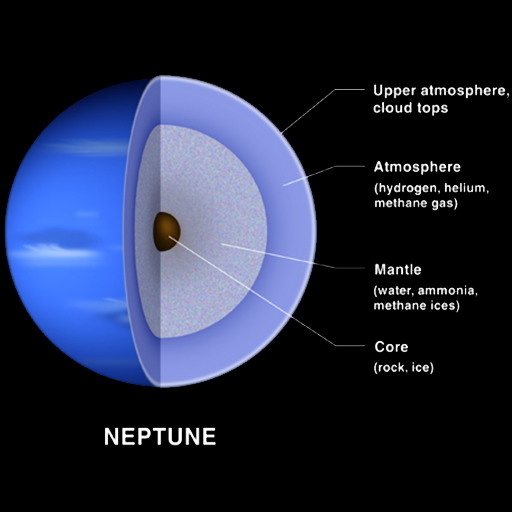 Upper atmosphere,
cloud tops
Atmosphere
(hydrogen, helium,
methane gas)
Mantle
(water, ammonia,
methane ices)
Core
(rock, ice)
NEPTUNE